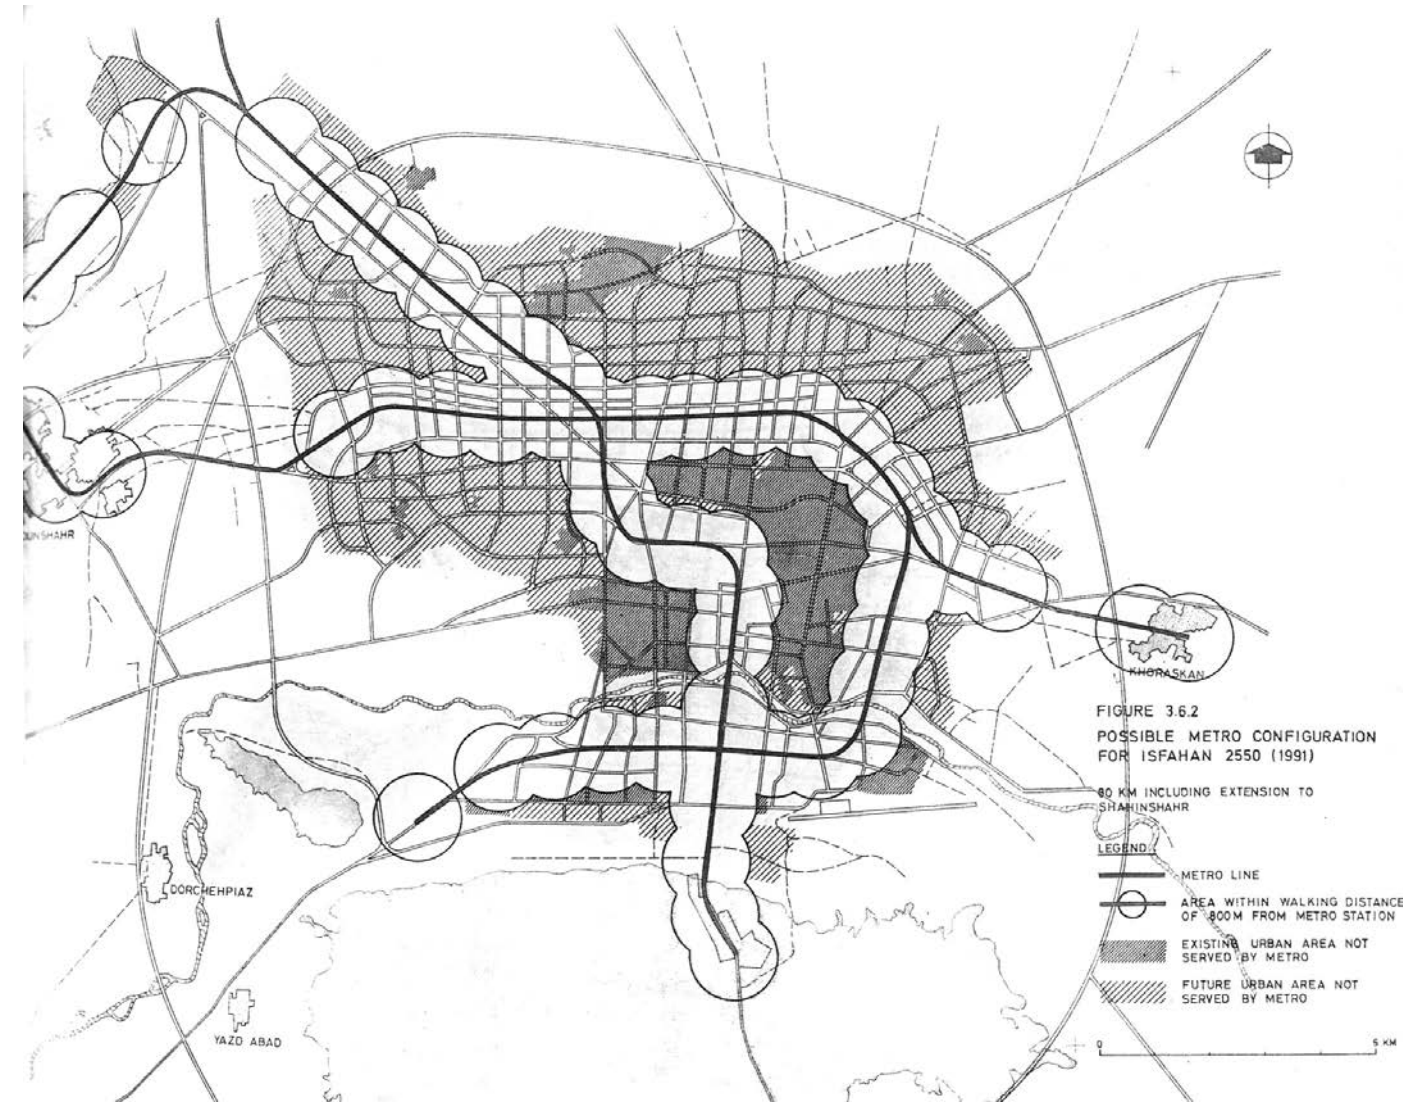 UNSHAHR
KHORASKAN
FIGURE 3.6.2
POSSIBLE METRO CONFIGURATION
FOR ISFAHAN 2550 (1991)
80 KM INCLUDING EXTENSION TO
SHAHINSHAHR
LEGEND
METRO LINE
AREA WITHIN WALKING DISTANCE
OF 800M FROM METRO STATION
EXISTING URBAN AREA NOT
SERVED BY METRO
FUTURE URBAN AREA NOT
SERVED BY METRO
0 5 KM
DORCHEHPIAZ
YAZD ABAD